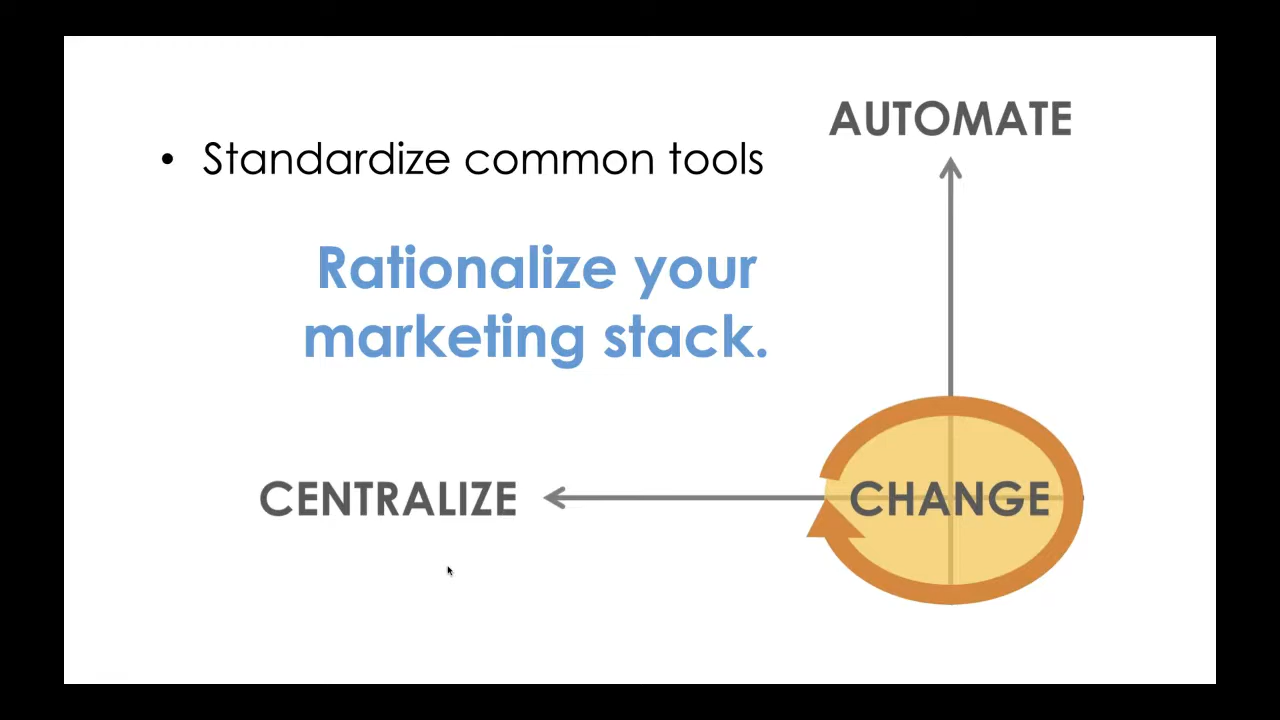 AUTOMATE
• Standardize common tools
Rationalize your
marketing stack.
CENTRALIZE
CHANGE